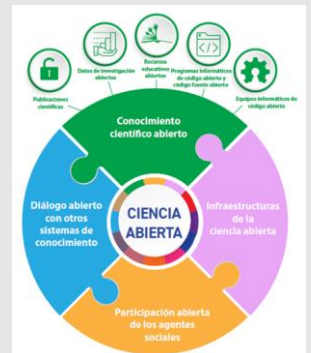 Publicaciones
científicas
Datos de investigación
abiertos
Recursos
educativos
abiertos
Programas informáticos
de código abierto y
código fuente abierto
Equipos informáticos de
código abierto
Conocimiento
científico abierto
Diálogo abierto
con otros
sistemas de
conocimiento
CIENCIA
ABIERTA
Infraestructuras
de la
ciencia abierta
Participación abierta
de los agentes
sociales